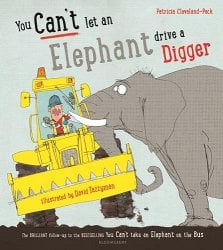 Patricia Cleveland-Peck
You Can't let an
Elephant drive a
Digger
illustrated by David Tazzyman
The BRILLIANT follow-up to the BESTSELLING You Can't take an Elephant on the Bus
BLOOMSBURY